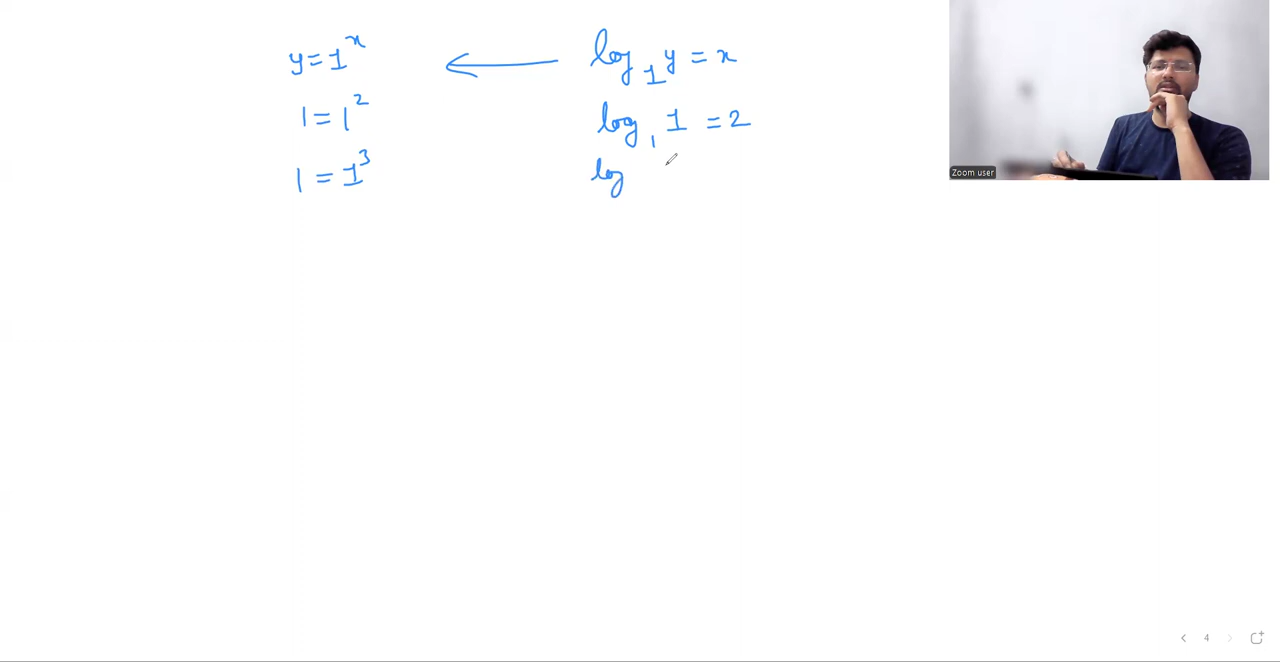 y = 1^x ← log_1 y = x
1 = 1^2 log_1 1 = 2
1 = 1^3 log
Zoom user
4